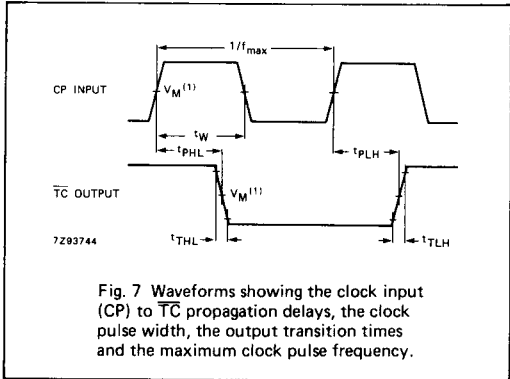 1/fmax
CP INPUT
VM(1)
tW
tPHL
tPLH
TC OUTPUT
VM(1)
7Z93744
tTHL
tTLH
Fig. 7 Waveforms showing the clock input
(CP) to TC propagation delays, the clock
pulse width, the output transition times
and the maximum clock pulse frequency.